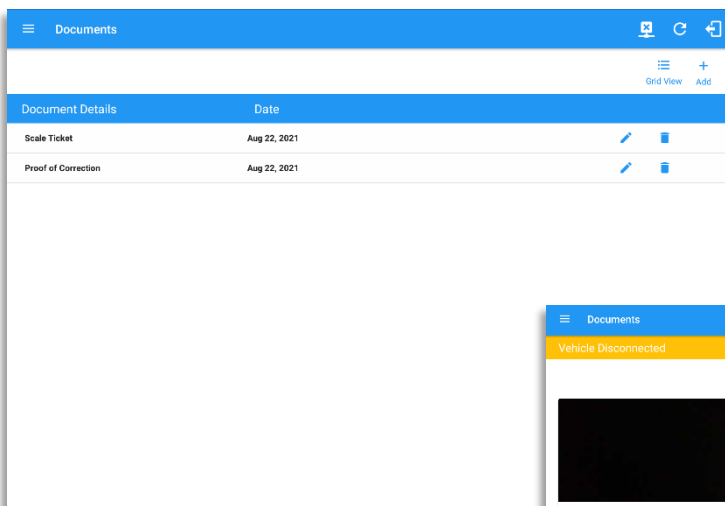 Documents
Grid View Add
Document Details Date
Scale Ticket Aug 22, 2021
Proof of Correction Aug 22, 2021
Documents
Vehicle Disconnected